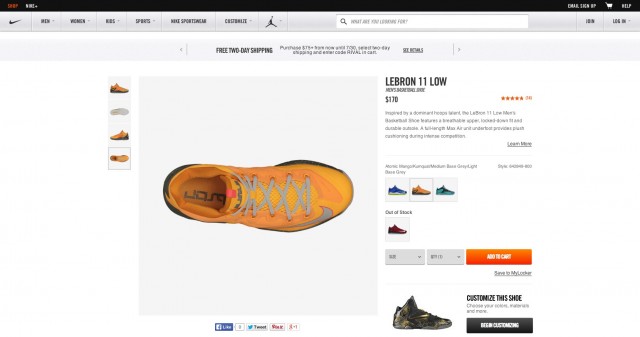 SHOP NIKE+ EMAIL SIGN UP HELP
MEN WOMEN KIDS SPORTS NIKE SPORTSWEAR CUSTOMIZE WHAT ARE YOU LOOKING FOR? JOIN LOG IN
FREE TWO-DAY SHIPPING
Purchase $75+ from now until 7/30, select two-day
shipping and enter code RIVAL in cart.
SEE DETAILS
LEBRON 11 LOW
MEN'S BASKETBALL SHOE
$170
Inspired by a dominant hoops talent, the LeBron 11 Low Men's
Basketball Shoe features a breathable upper, locked-down fit and
durable outsole. A full-length Max Air unit underfoot provides plush
cushioning during intense competition.
Learn More
Atomic Mango/Kumquat/Medium Base Grey/Light
Base Grey
Out of Stock
SIZE QTY (1) ADD TO CART
Save to MyLocker
CUSTOMIZE THIS SHOE
Choose your colors, materials
and more.
BEGIN CUSTOMIZING
Like 0 Tweet Pin it +1